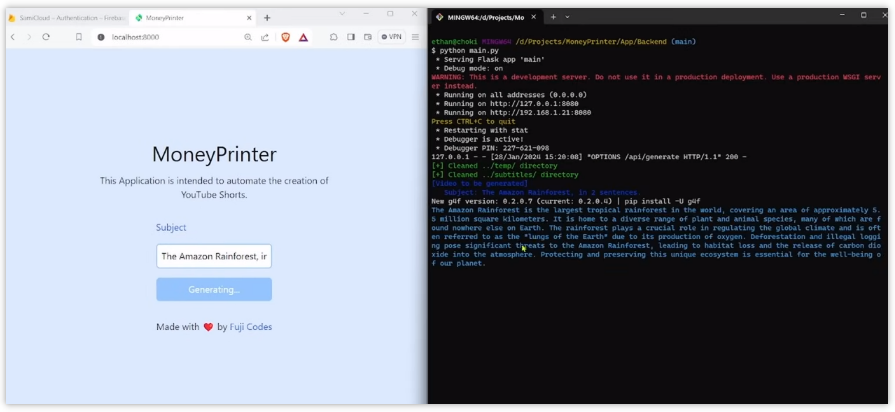 SamiCloud – Authentication – Firebas
MoneyPrinter
localhost:8000
VPN
MoneyPrinter
This Application is intended to automate the creation of
YouTube Shorts.
Subject
The Amazon Rainforest, ir
Generating...
Made with ❤️ by Fuji Codes
MINGW64:/d/Projects/Mo
ethan@choki MINGW64 /d/Projects/MoneyPrinter/App/Backend (main)
$ python main.py
* Serving Flask app 'main'
* Debug mode: on
WARNING: This is a development server. Do not use it in a production deployment. Use a production WSGI serv
er instead.
* Running on all addresses (0.0.0.0)
* Running on http://127.0.0.1:8080
* Running on http://192.168.1.21:8080
Press CTRL+C to quit
* Restarting with stat
* Debugger is active!
* Debugger PIN: 227-621-098
127.0.0.1 - - [28/Jan/2024 15:20:08] "OPTIONS /api/generate HTTP/1.1" 200 -
[+] Cleaned ../temp/ directory
[+] Cleaned ../subtitles/ directory
[Video to be generated]
Subject: The Amazon Rainforest, in 2 sentences.
New g4f version: 0.2.0.7 (current: 0.2.0.4) | pip install -U g4f
The Amazon Rainforest is the largest tropical rainforest in the world, covering an area of approximately 5.
5 million square kilometers. It is home to a diverse range of plant and animal species, many of which are f
ound nowhere else on Earth. The rainforest plays a crucial role in regulating the global climate and is oft
en referred to as the "lungs of the Earth" due to its production of oxygen. Deforestation and illegal loggi
ng pose significant threats to the Amazon Rainforest, leading to habitat loss and the release of carbon dio
xide into the atmosphere. Protecting and preserving this unique ecosystem is essential for the well-being o
f our planet.